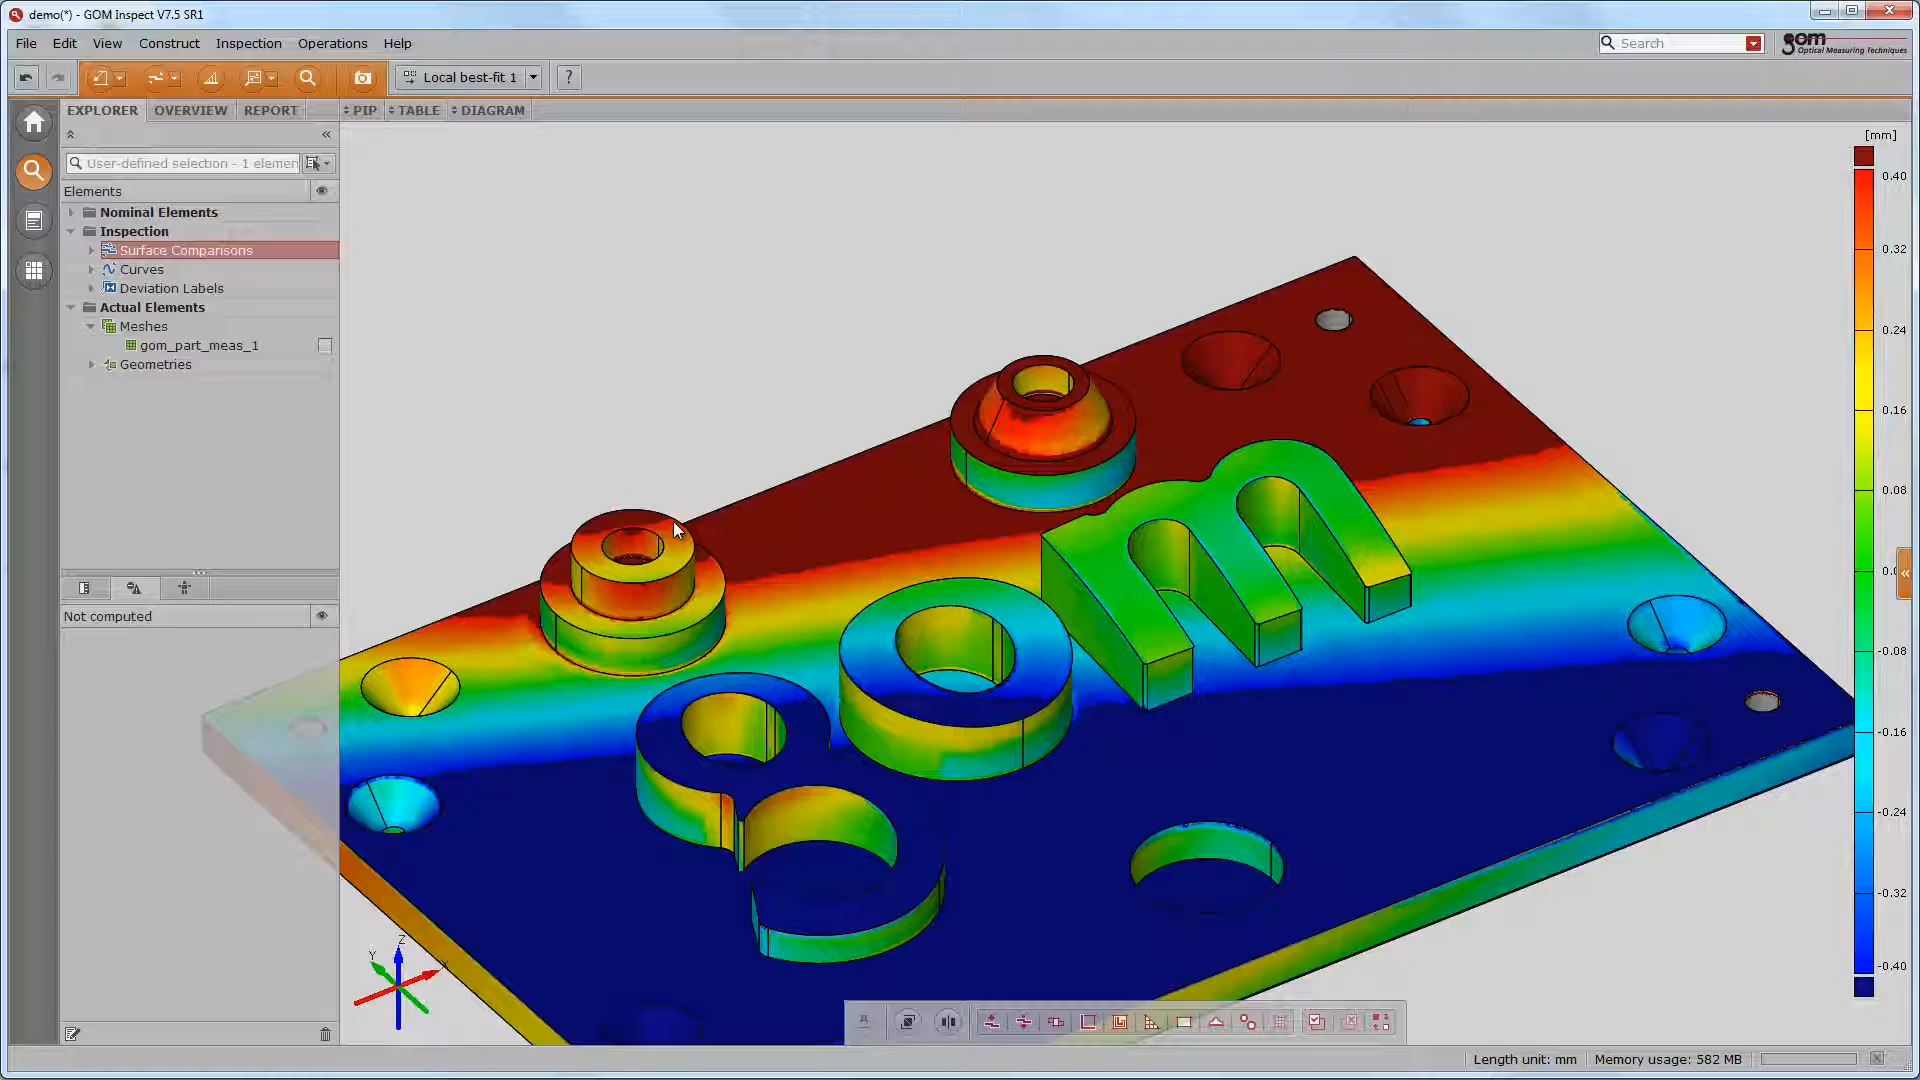 demo(*) - GOM Inspect V7.5 SR1
File Edit View Construct Inspection Operations Help
Search
gom
Optical Measuring Techniques
Local best-fit 1
?
EXPLORER OVERVIEW REPORT PIP TABLE DIAGRAM
User-defined selection - 1 elemen
Elements
Nominal Elements
Inspection
Surface Comparisons
Curves
Deviation Labels
Actual Elements
Meshes
gom_part_meas_1
Geometries
Not computed
[mm]
0.40
0.32
0.24
0.16
0.08
0.0
-0.08
-0.16
-0.24
-0.32
-0.40
gom
Z
Y
X
Length unit: mm Memory usage: 582 MB